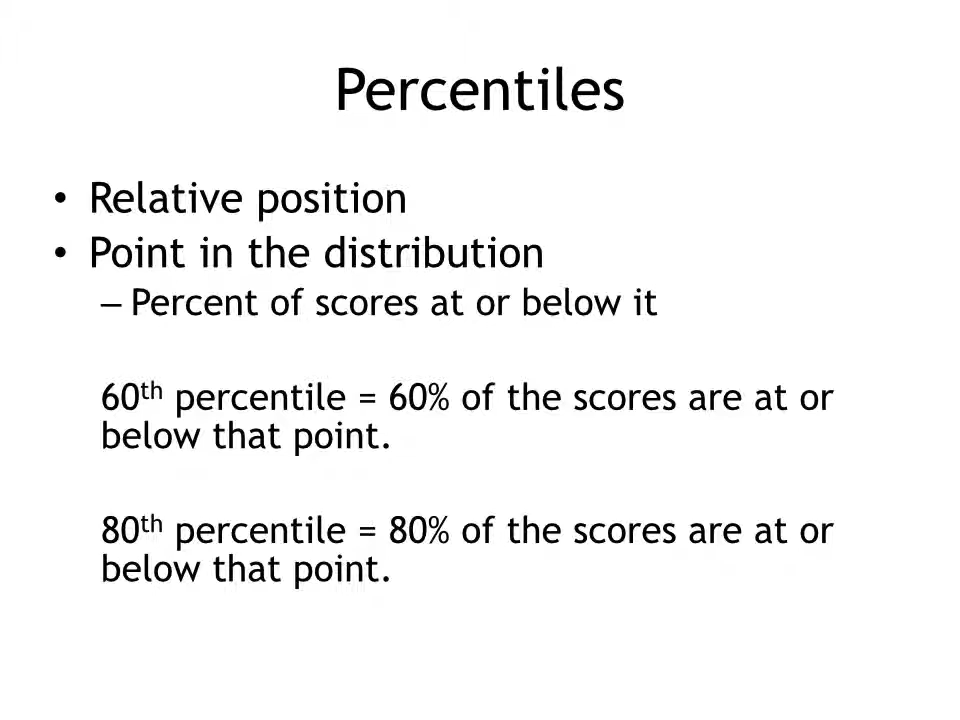 Percentiles
• Relative position
• Point in the distribution
– Percent of scores at or below it
60th percentile = 60% of the scores are at or
below that point.
80th percentile = 80% of the scores are at or
below that point.